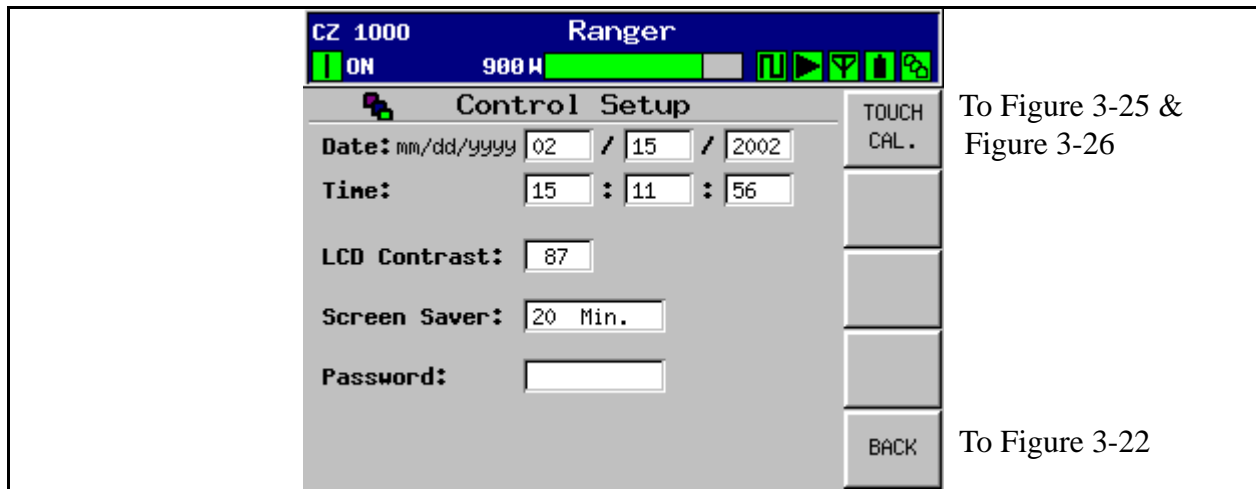 CZ 1000 Ranger
ON 900 W
Control Setup
TOUCH CAL.
To Figure 3-25 &
Figure 3-26
Date: mm/dd/yyyy 02 / 15 / 2002
Time: 15 : 11 : 56
LCD Contrast: 87
Screen Saver: 20 Min.
Password:
BACK
To Figure 3-22